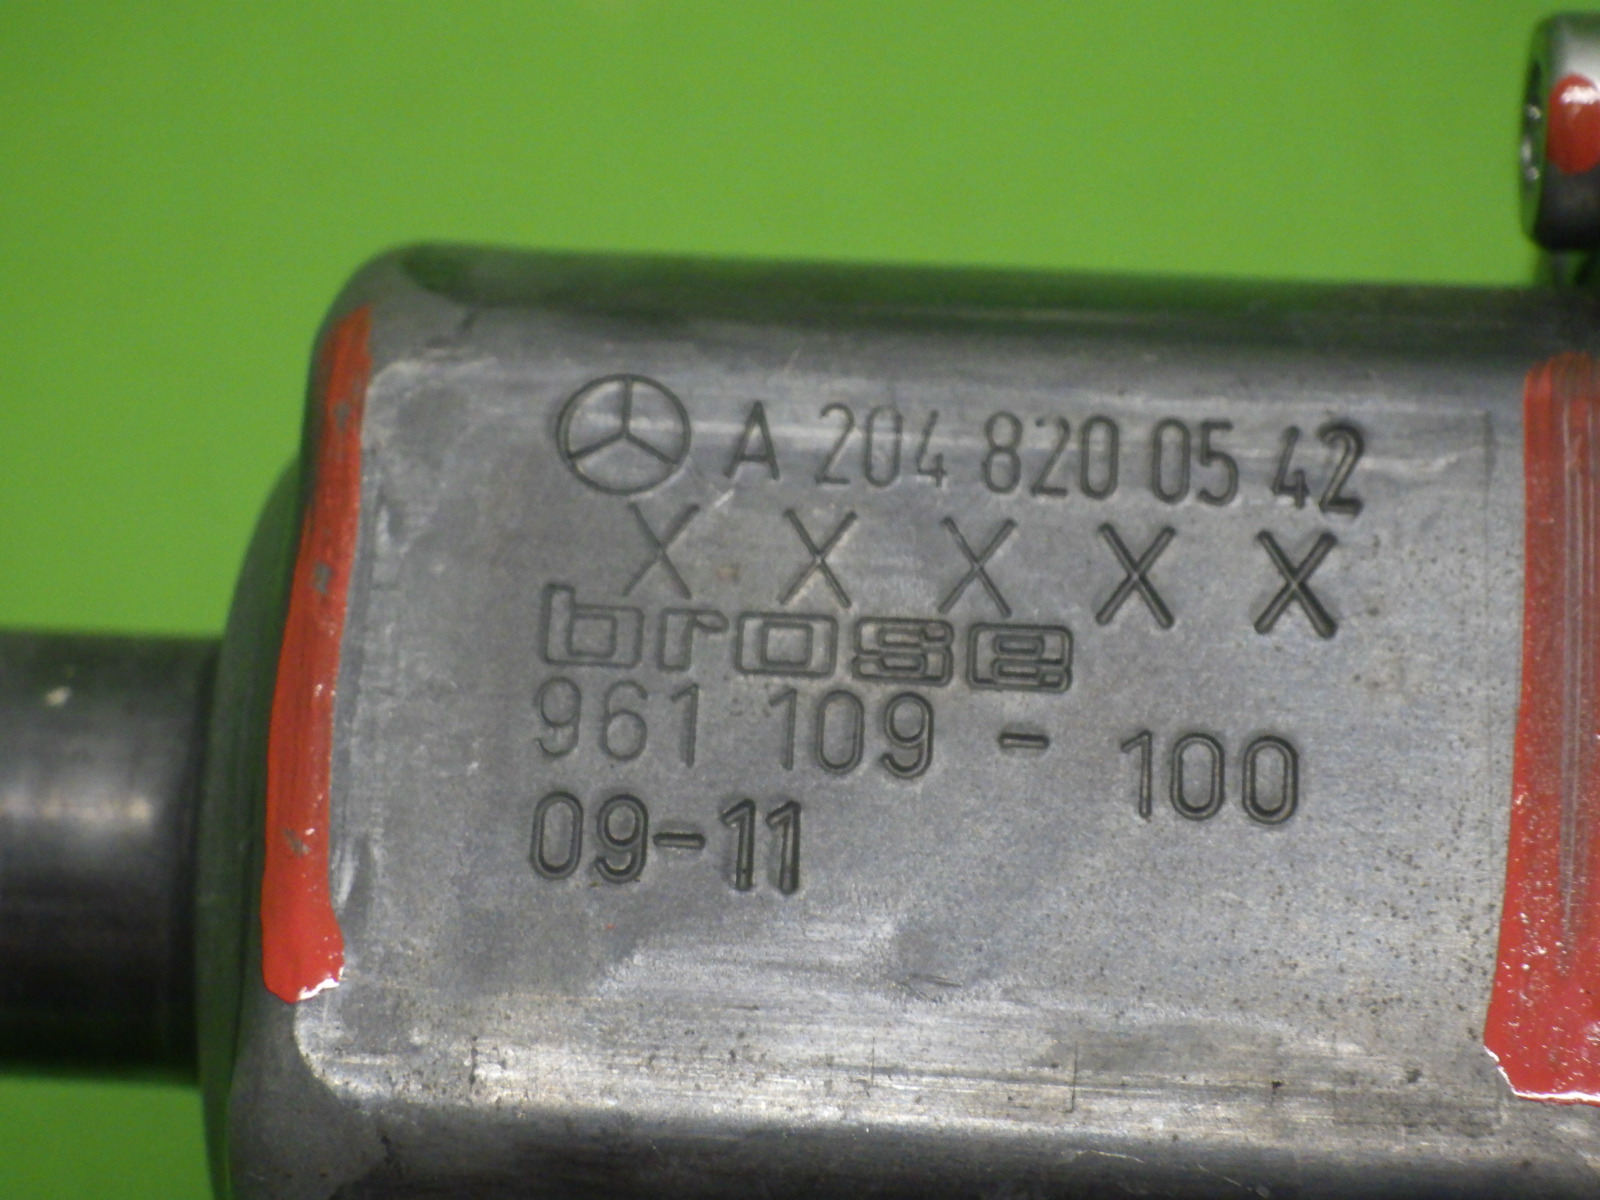 A 204 820 05 42
X X X X X
brose
961 109 - 100
09-11